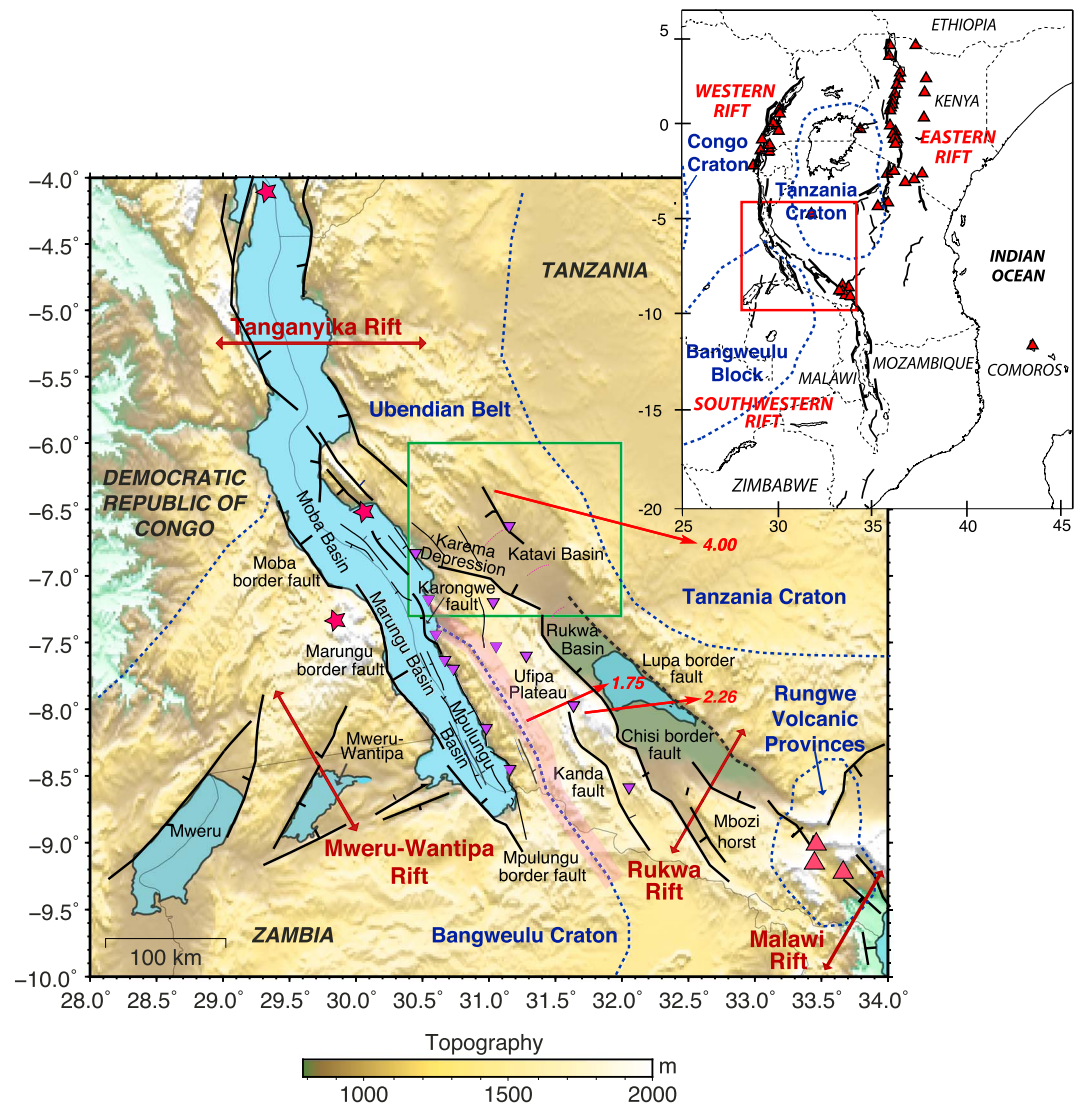 ETHIOPIA
5
WESTERN
RIFT
KENYA
0
EASTERN
RIFT
Congo
Craton
Tanzania
Craton
-5
INDIAN
OCEAN
-10
Bangweulu
Block
MALAWI
MOZAMBIQUE
COMOROS
-15
SOUTHWESTERN
RIFT
ZIMBABWE
-20
25
30
35
40
45
−4.0˚
−4.5˚
−5.0˚
−5.5˚
−6.0˚
−6.5˚
−7.0˚
−7.5˚
−8.0˚
−8.5˚
−9.0˚
−9.5˚
−10.0˚
TANZANIA
Tanganyika Rift
Ubendian Belt
DEMOCRATIC
REPUBLIC OF
CONGO
Moba Basin
4.00
Karema
Depression
Katavi Basin
Moba
border fault
Karongwe
fault
Tanzania Craton
Marungu Basin
Rukwa
Basin
Marungu
border fault
Lupa border
fault
Ufipa
Plateau
1.75
2.26
Rungwe
Volcanic
Provinces
Mpulungu
Basin
Chisi border
fault
Mweru-
Wantipa
Kanda
fault
Mweru
Mbozi
horst
Mweru-Wantipa
Rift
Mpulungu
border fault
Rukwa
Rift
ZAMBIA
Bangweulu Craton
Malawi
Rift
100 km
28.0˚ 28.5˚ 29.0˚ 29.5˚ 30.0˚ 30.5˚ 31.0˚ 31.5˚ 32.0˚ 32.5˚ 33.0˚ 33.5˚ 34.0˚
Topography
m
1000 1500 2000